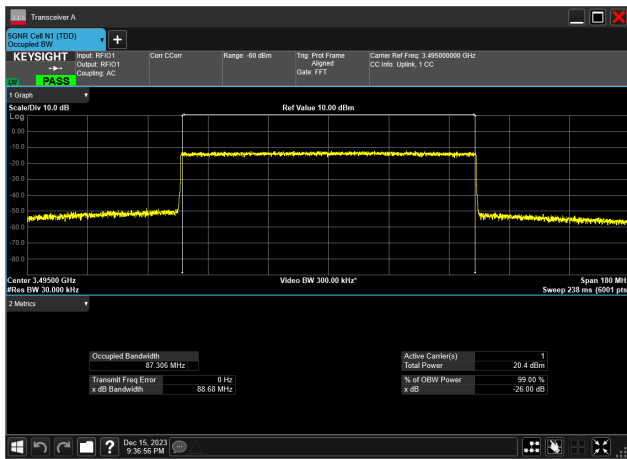 Transceiver A
5GNR Cell N1 (TDD)
Occupied BW
KEYSIGHT
LXI
PASS
Input: RFIO1
Output: RFIO1
Coupling: AC
Corr CCorr
Range: -60 dBm
Trig: Prot Frame
Aligned
Gate: FFT
Carrier Ref Freq: 3.495000000 GHz
CC Info: Uplink, 1 CC
1 Graph
Scale/Div 10.0 dB
Ref Value 10.00 dBm
Log
0.00
-10.0
-20.0
-30.0
-40.0
-50.0
-60.0
-70.0
-80.0
Center 3.49500 GHz
Video BW 300.00 kHz*
Span 180 MH
#Res BW 30.000 kHz
Sweep 238 ms (6001 pts
2 Metrics
Occupied Bandwidth
87.306 MHz
Transmit Freq Error 0 Hz
x dB Bandwidth 88.68 MHz
Active Carrier(s) 1
Total Power 20.4 dBm
% of OBW Power 99.00 %
x dB -26.00 dB
Dec 15, 2023
9:36:56 PM